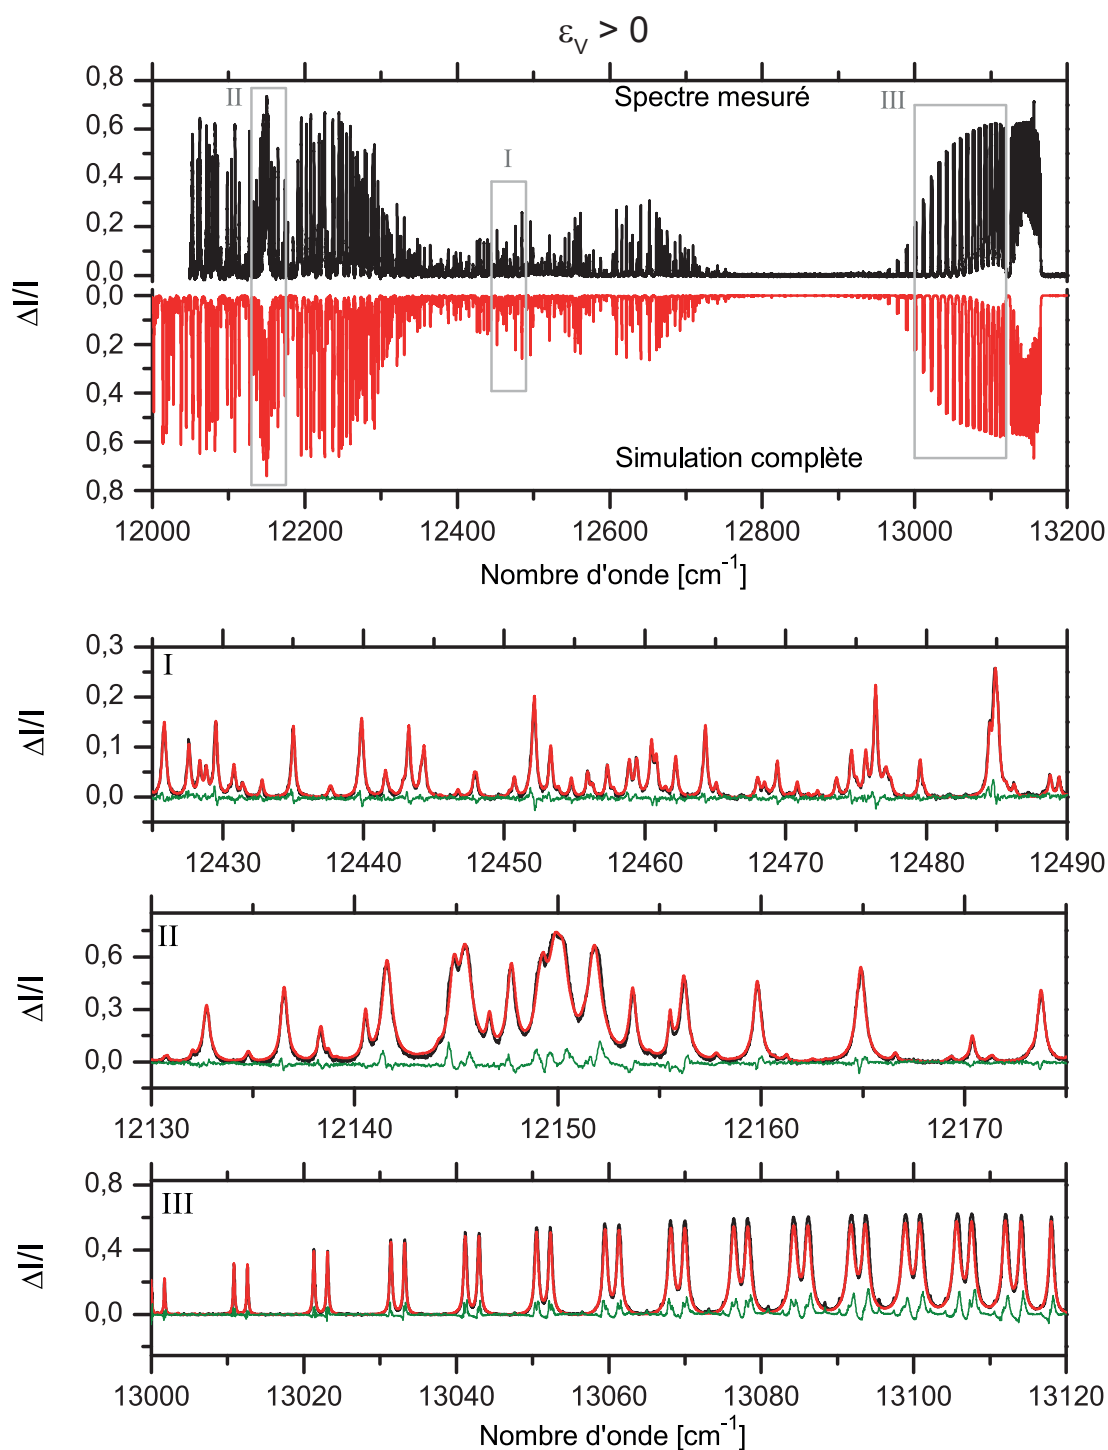 εV > 0
0,8
0,6
0,4
0,2
0,0
0,0
0,2
0,4
0,6
0,8
ΔI/I
II
I
III
Spectre mesuré
Simulation complète
12000 12200 12400 12600 12800 13000 13200
Nombre d'onde [cm-1]
I
0,3
0,2
0,1
0,0
ΔI/I
12430 12440 12450 12460 12470 12480 12490
II
0,6
0,3
0,0
ΔI/I
12130 12140 12150 12160 12170
III
0,8
0,4
0,0
ΔI/I
13000 13020 13040 13060 13080 13100 13120
Nombre d'onde [cm-1]